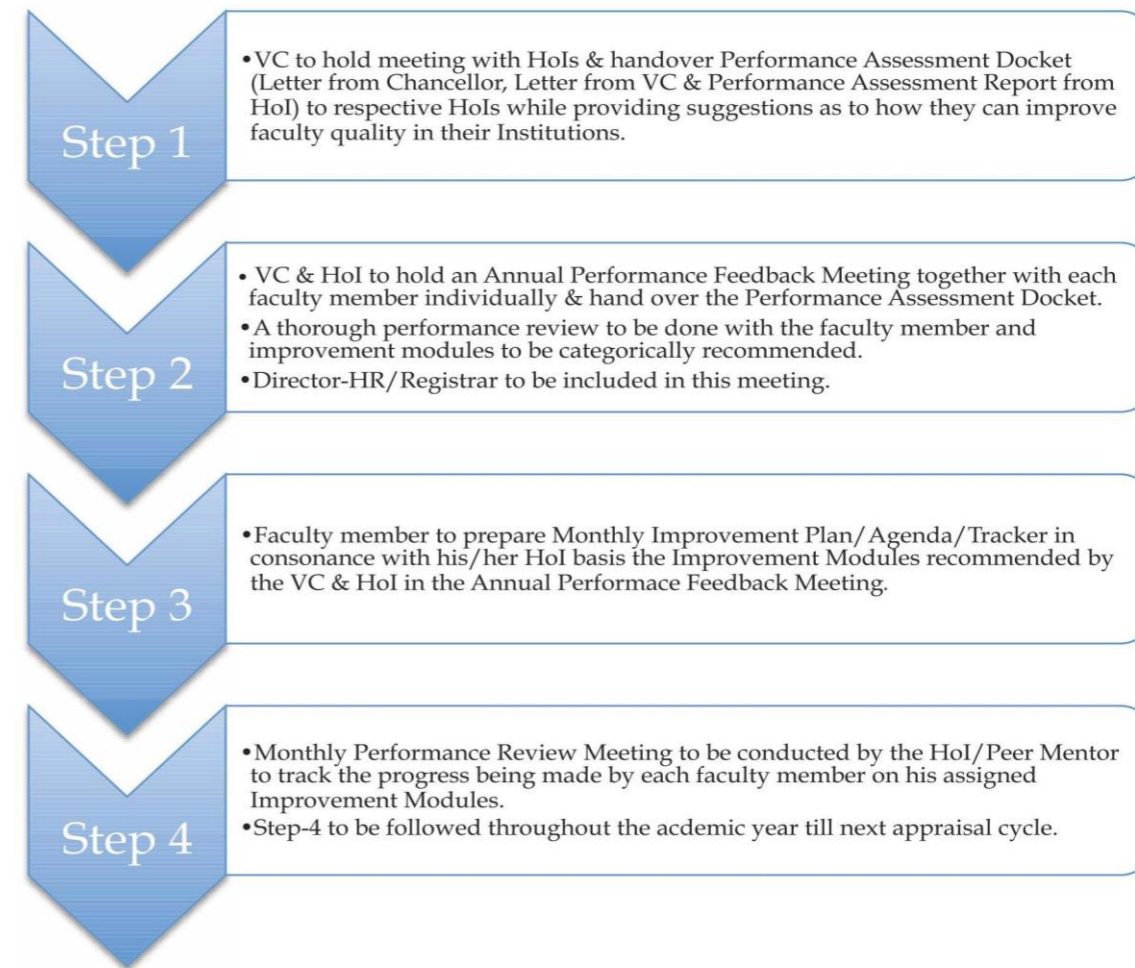 Step 1
•VC to hold meeting with HoIs & handover Performance Assessment Docket
(Letter from Chancellor, Letter from VC & Performance Assessment Report from
HoI) to respective HoIs while providing suggestions as to how they can improve
faculty quality in their Institutions.
Step 2
• VC & HoI to hold an Annual Performance Feedback Meeting together with each
faculty member individually & hand over the Performance Assessment Docket.
•A thorough performance review to be done with the faculty member and
improvement modules to be categorically recommended.
•Director-HR/Registrar to be included in this meeting.
Step 3
•Faculty member to prepare Monthly Improvement Plan/Agenda/Tracker in
consonance with his/her HoI basis the Improvement Modules recommended by
the VC & HoI in the Annual Performace Feedback Meeting.
Step 4
•Monthly Performance Review Meeting to be conducted by the HoI/Peer Mentor
to track the progress being made by each faculty member on his assigned
Improvement Modules.
•Step-4 to be followed throughout the acdemic year till next appraisal cycle.